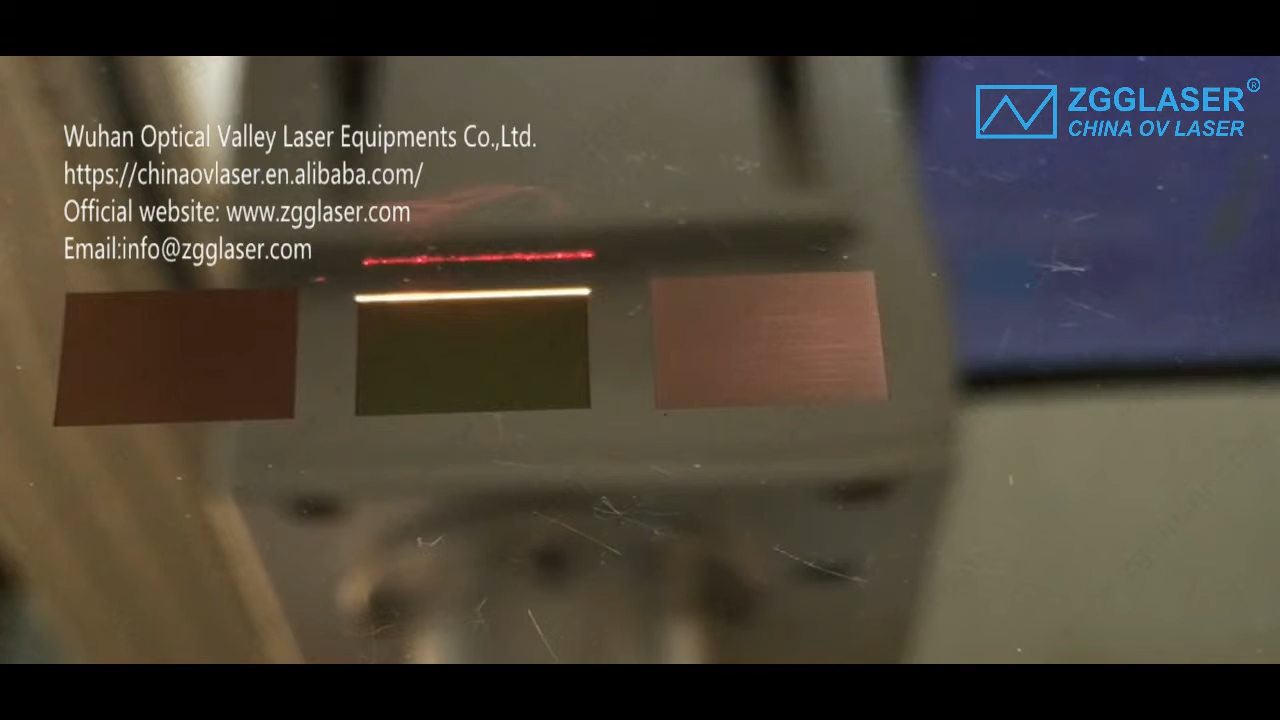 Wuhan Optical Valley Laser Equipments Co.,Ltd.
https://chinaovlaser.en.alibaba.com/
Official website: www.zgglaser.com
Email:info@zgglaser.com
ZGGLASER®
CHINA OV LASER